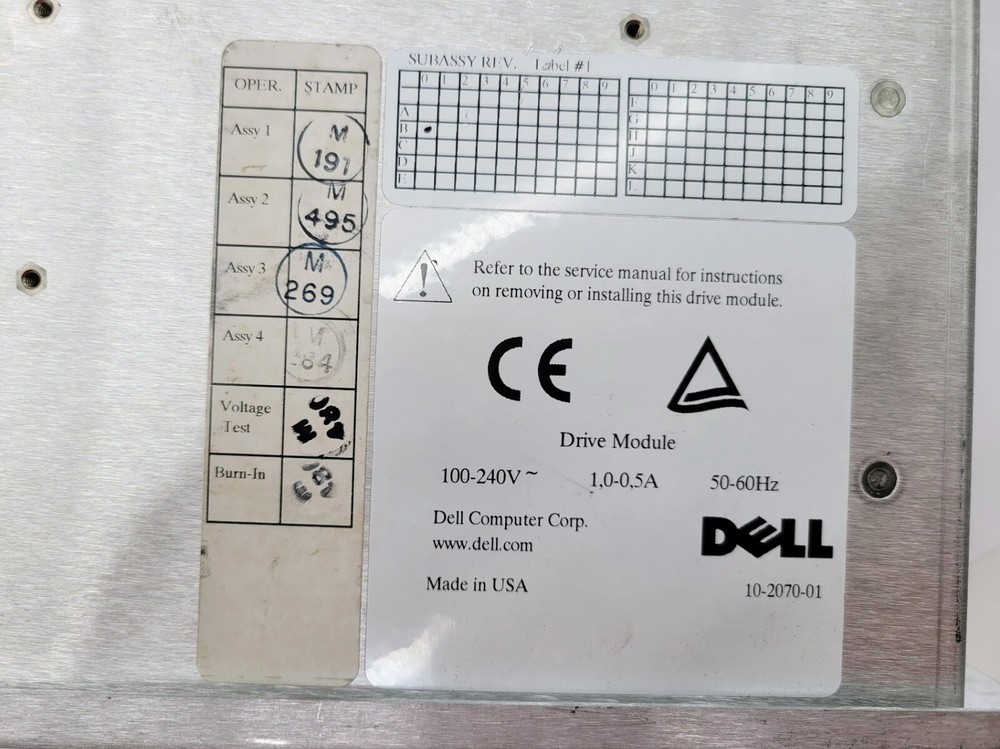 OPER. STAMP
Assy 1 M 191
Assy 2 M 495
Assy 3 M 269
Assy 4 -84
Voltage
Test
Burn-In
SUBASSY REV. Label #1
0 1 2 3 4 5 6 7 8 9
A
B
C
D
E
0 1 2 3 4 5 6 7 8 9
F
G
H
J
K
L
Refer to the service manual for instructions
on removing or installing this drive module.
CE
Drive Module
100-240V ~ 1,0-0,5A 50-60Hz
Dell Computer Corp.
www.dell.com
DELL
Made in USA
10-2070-01